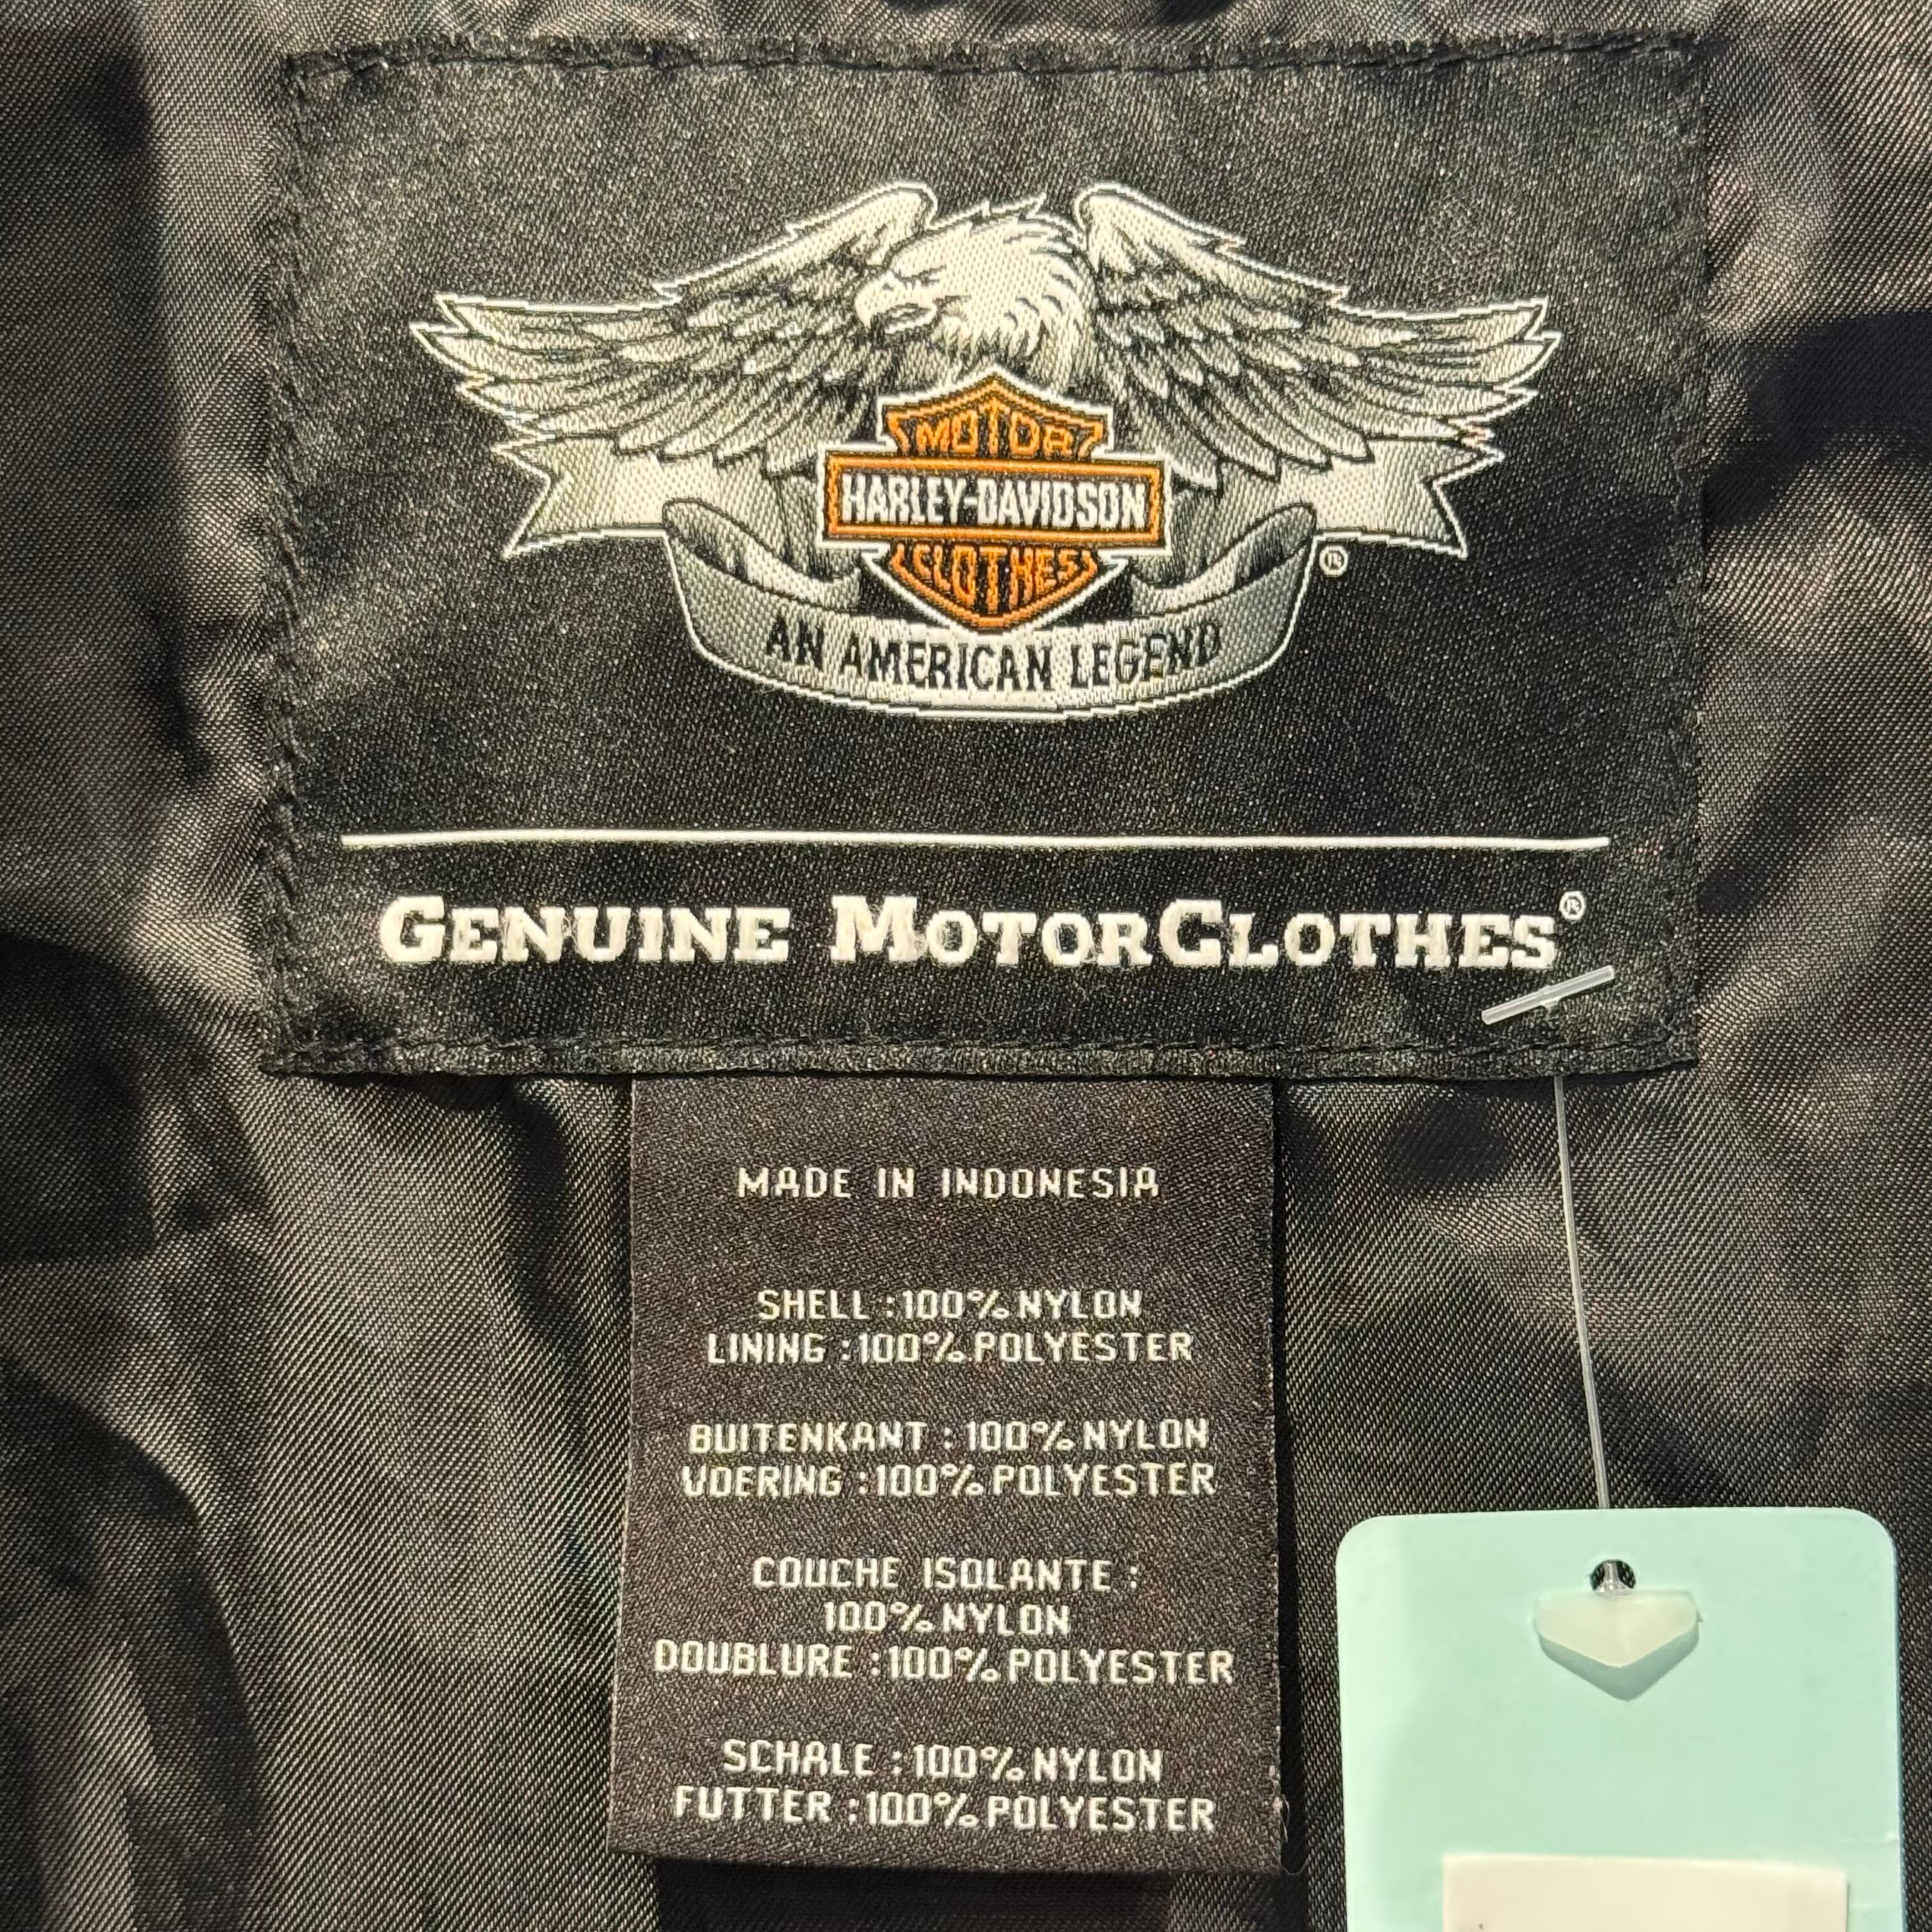 MOTOR
HARLEY-DAVIDSON
CLOTHES
®
AN AMERICAN LEGEND
GENUINE MOTORCLOTHES®
MADE IN INDONESIA
SHELL :100% NYLON
LINING :100% POLYESTER
BUITENKANT : 100% NYLON
VOERING :100% POLYESTER
COUCHE ISOLANTE :
100% NYLON
DOUBLURE :100% POLYESTER
SCHALE :100% NYLON
FUTTER :100% POLYESTER